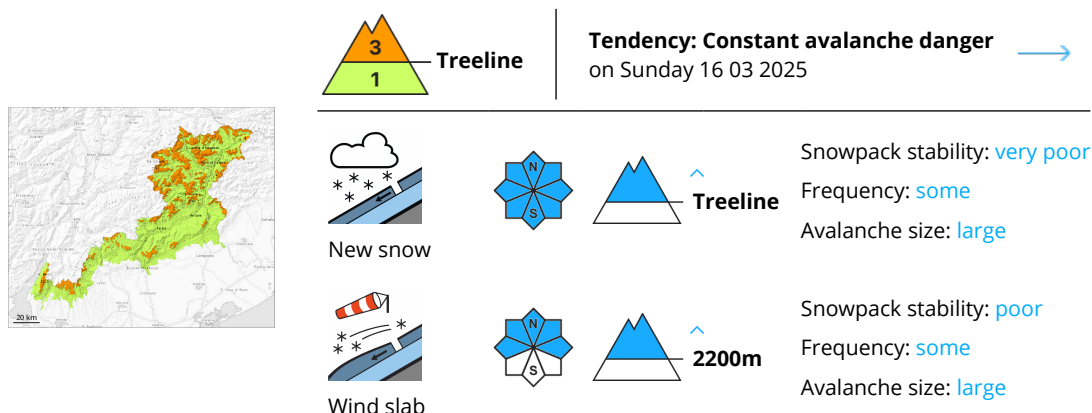 3
1
Treeline
Tendency: Constant avalanche danger
on Sunday 16 03 2025
20 km
N
S
New snow
Treeline
Snowpack stability: very poor
Frequency: some
Avalanche size: large
N
S
Wind slab
2200m
Snowpack stability: poor
Frequency: some
Avalanche size: large